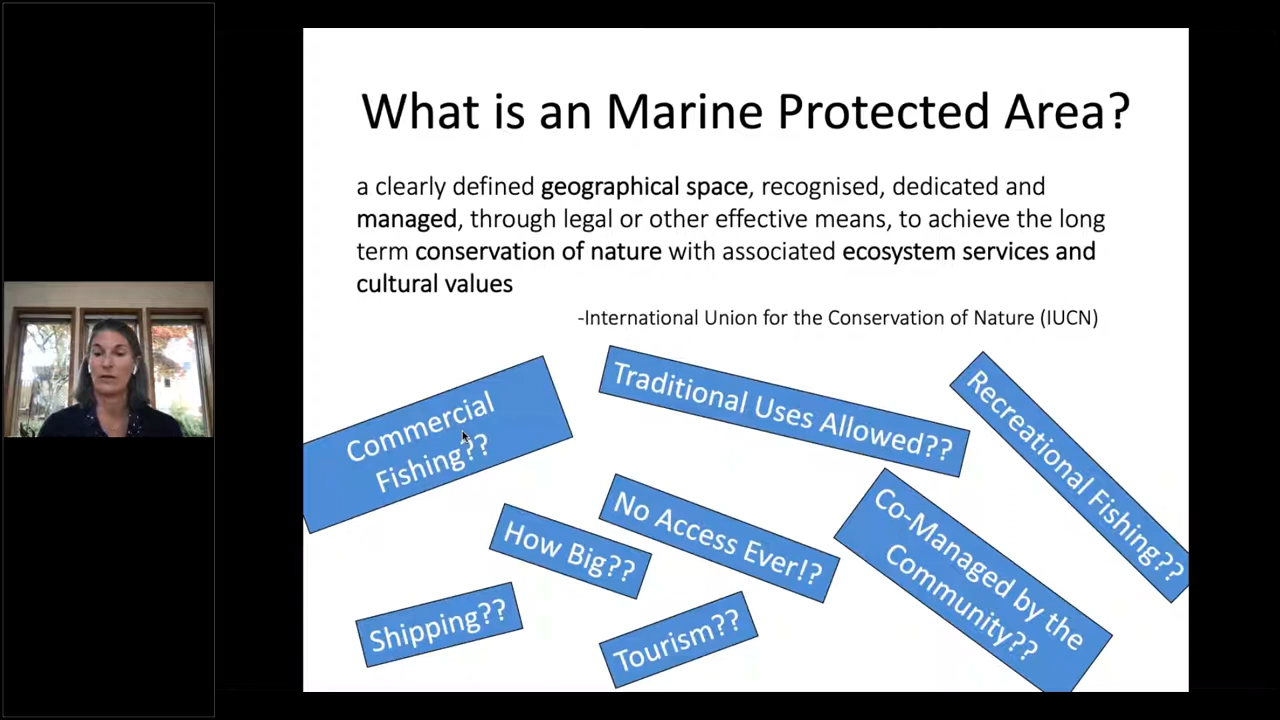 What is an Marine Protected Area?
a clearly defined geographical space, recognised, dedicated and
managed, through legal or other effective means, to achieve the long
term conservation of nature with associated ecosystem services and
cultural values
-International Union for the Conservation of Nature (IUCN)
Commercial
Fishing??
Traditional Uses Allowed??
Recreational Fishing??
How Big??
No Access Ever!?
Co-Managed by the
Community??
Shipping??
Tourism??